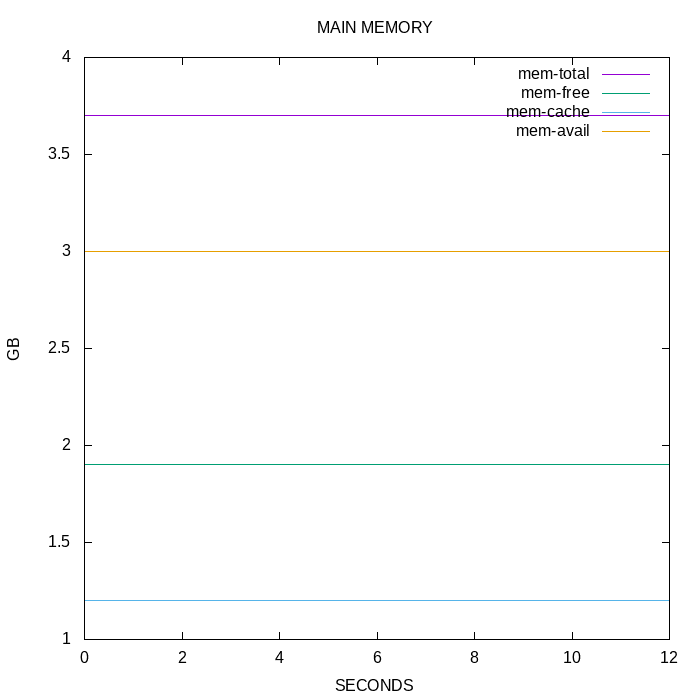 MAIN MEMORY
mem-total
mem-free
mem-cache
mem-avail
4
3.5
3
2.5
2
1.5
1
GB
0 2 4 6 8 10 12
SECONDS